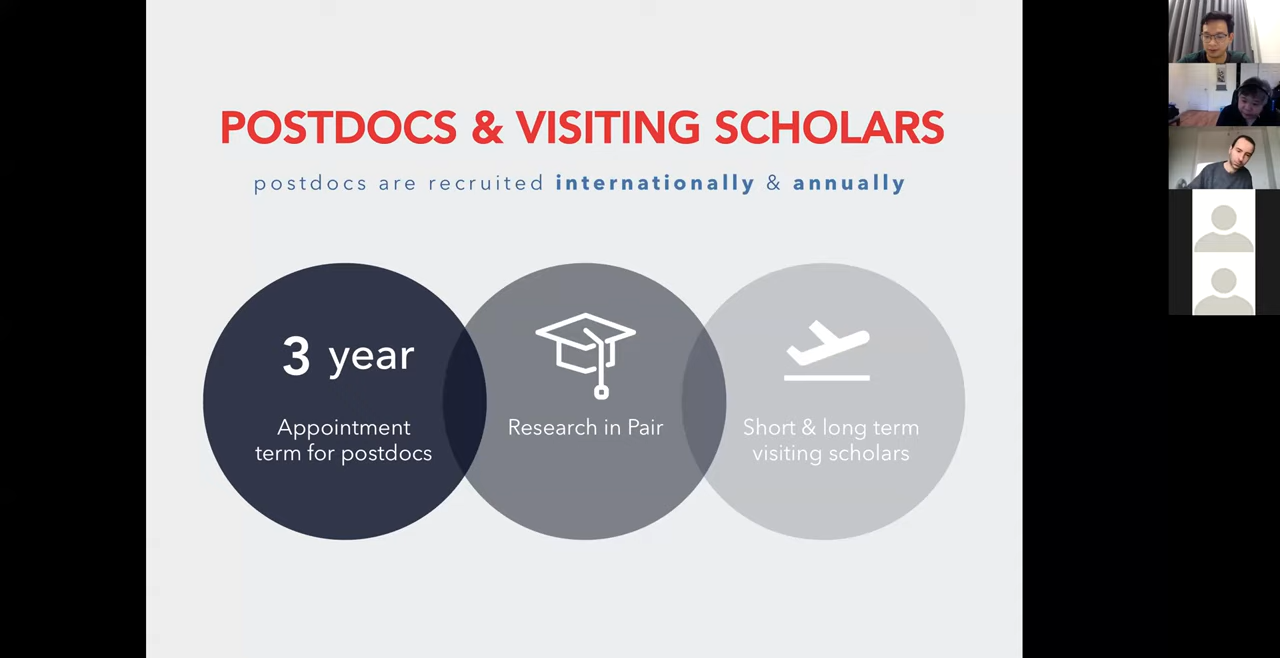 POSTDOCS & VISITING SCHOLARS
postdocs are recruited internationally & annually
3 year
Appointment
term for postdocs
Research in Pair
Short & long term
visiting scholars